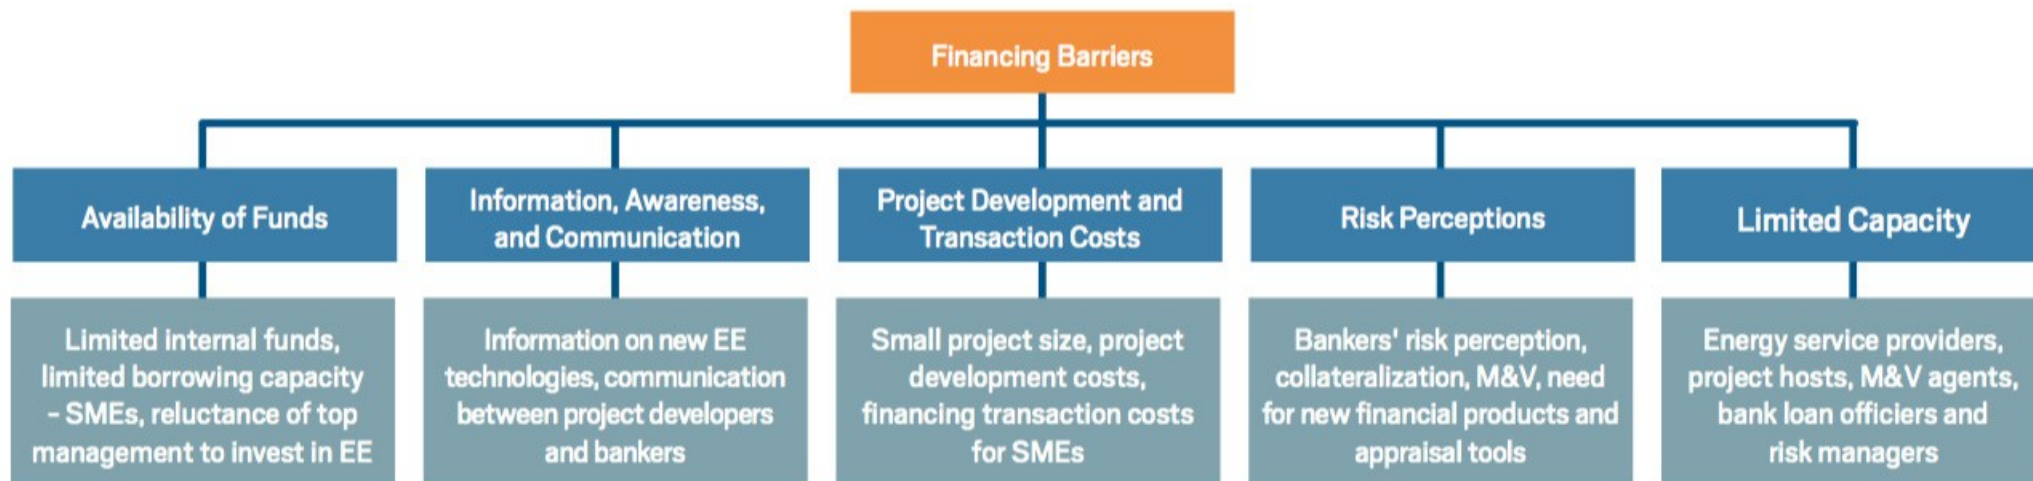 Financing Barriers
Availability of Funds
Information, Awareness,
and Communication
Project Development and
Transaction Costs
Risk Perceptions
Limited Capacity
Limited internal funds,
limited borrowing capacity
– SMEs, reluctance of top
management to invest in EE
Information on new EE
technologies, communication
between project developers
and bankers
Small project size, project
development costs,
financing transaction costs
for SMEs
Bankers' risk perception,
collateralization, M&V, need
for new financial products and
appraisal tools
Energy service providers,
project hosts, M&V agents,
bank loan officiers and
risk managers